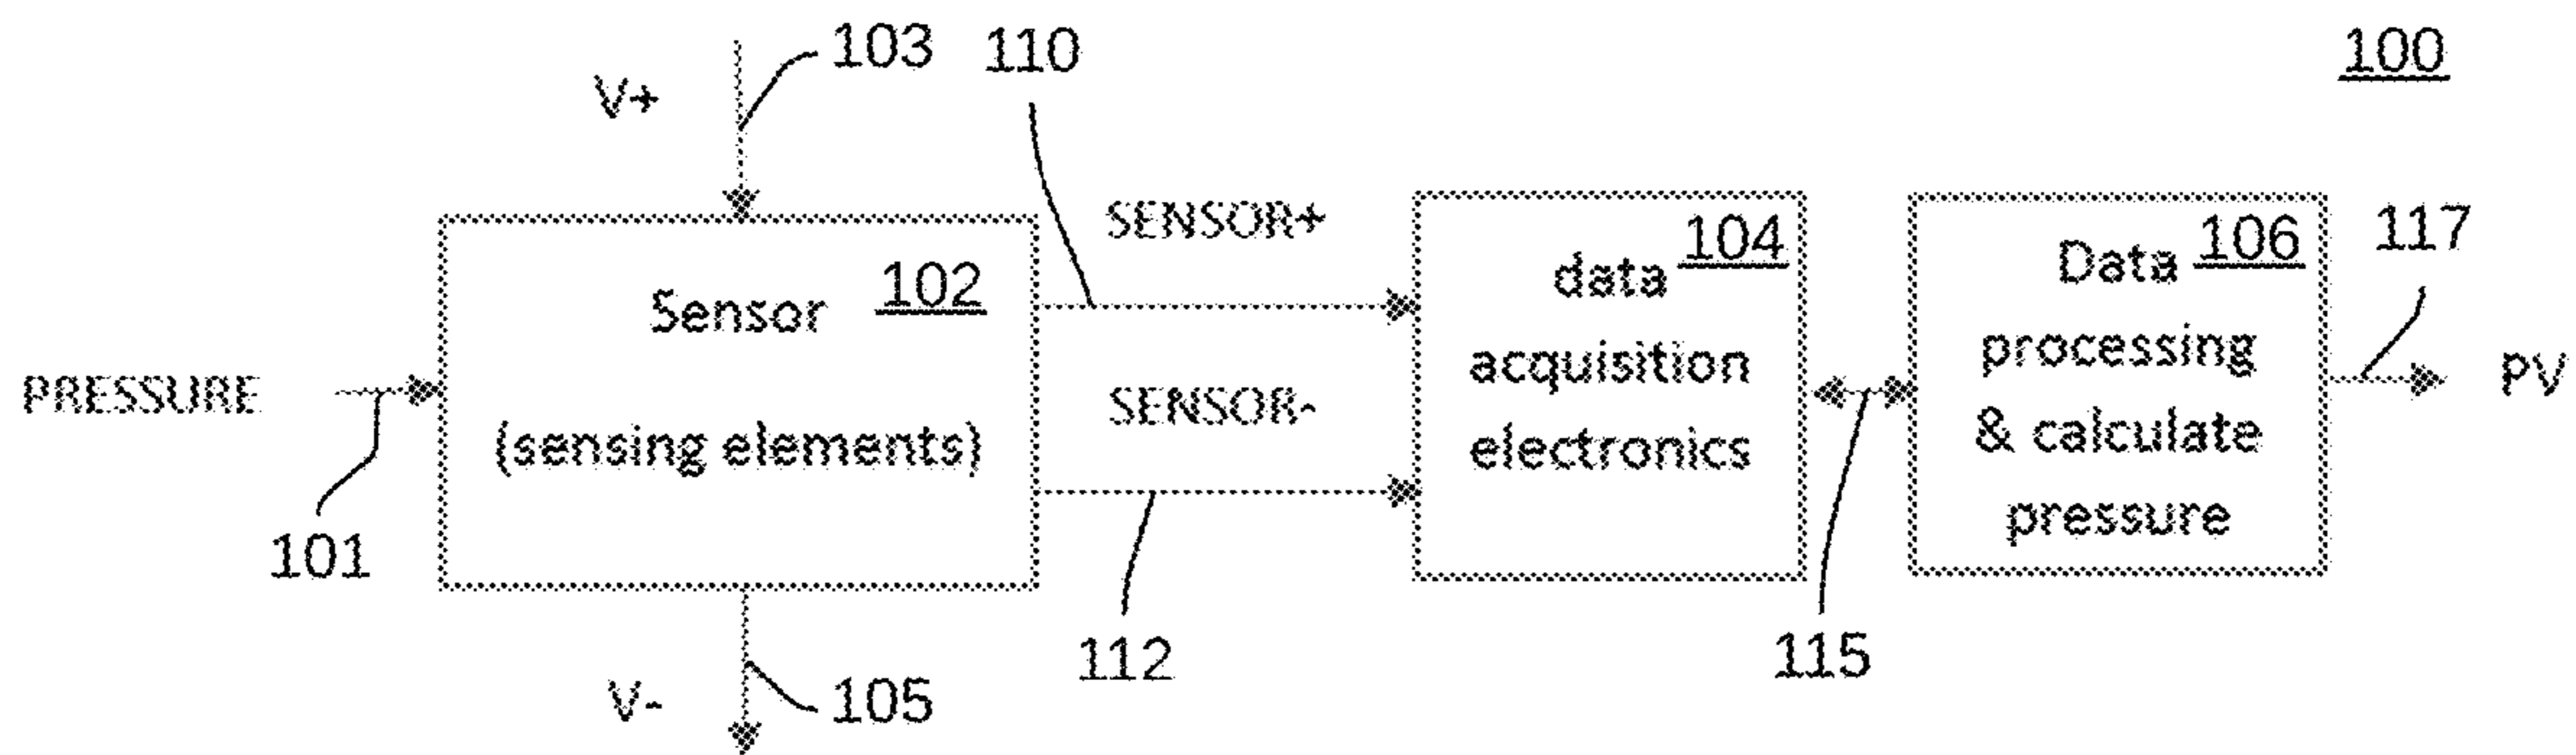 103
110
100
V+
SENSOR+
104
106
117
102
data
Data
Sensor
acquisition
processing
PRESSURE
SENSOR-
PV
(sensing elements)
electronics
& calculate
pressure
101
112
115
V-
105